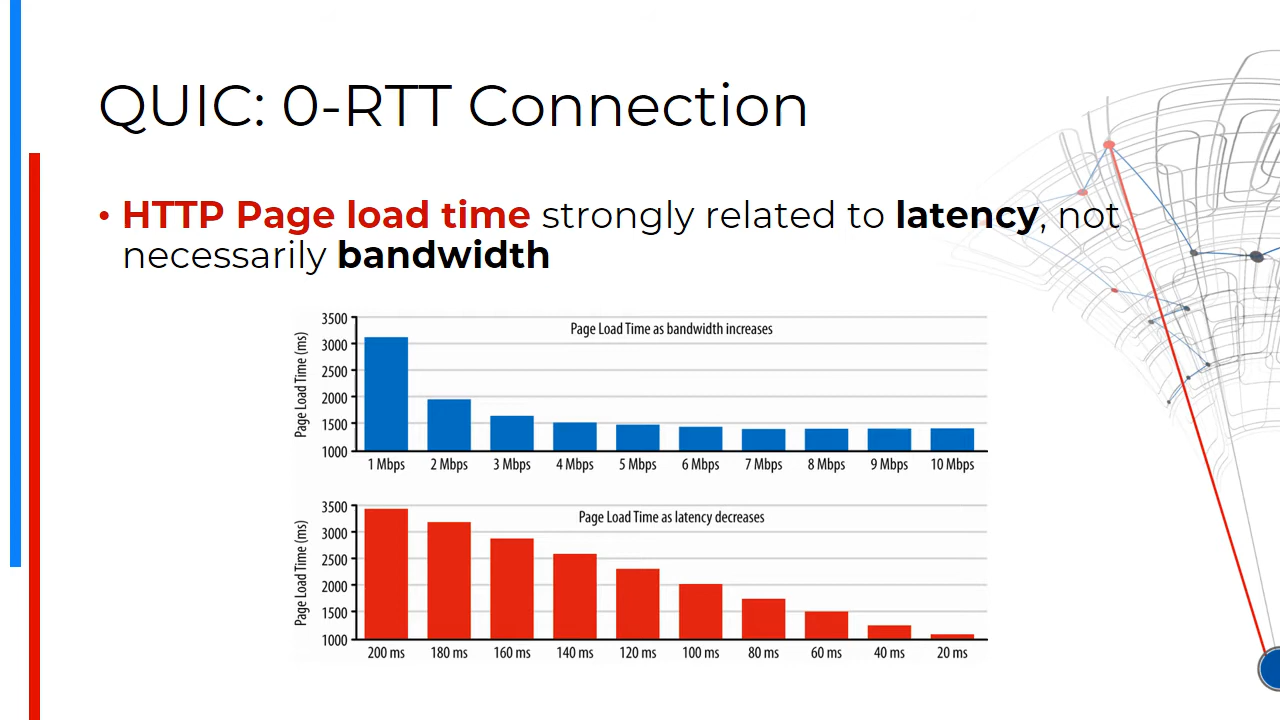 QUIC: 0-RTT Connection
• HTTP Page load time strongly related to latency, not
necessarily bandwidth
Page Load Time as bandwidth increases
Page Load Time (ms)
3500
3000
2500
2000
1500
1000
1 Mbps 2 Mbps 3 Mbps 4 Mbps 5 Mbps 6 Mbps 7 Mbps 8 Mbps 9 Mbps 10 Mbps
Page Load Time as latency decreases
Page Load Time (ms)
3500
3000
2500
2000
1500
1000
200 ms 180 ms 160 ms 140 ms 120 ms 100 ms 80 ms 60 ms 40 ms 20 ms